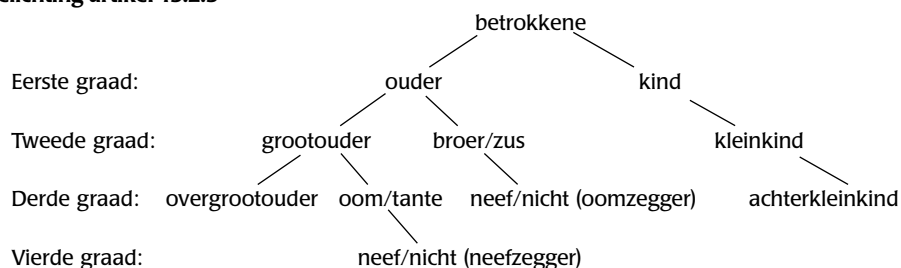 artikel
betrokkene
Eerste graad: ouder kind
Tweede graad: grootouder broer/zus kleinkind
Derde graad: overgrootouder oom/tante neef/nicht (oomzegger) achterkleinkind
Vierde graad: neef/nicht (neefzegger)